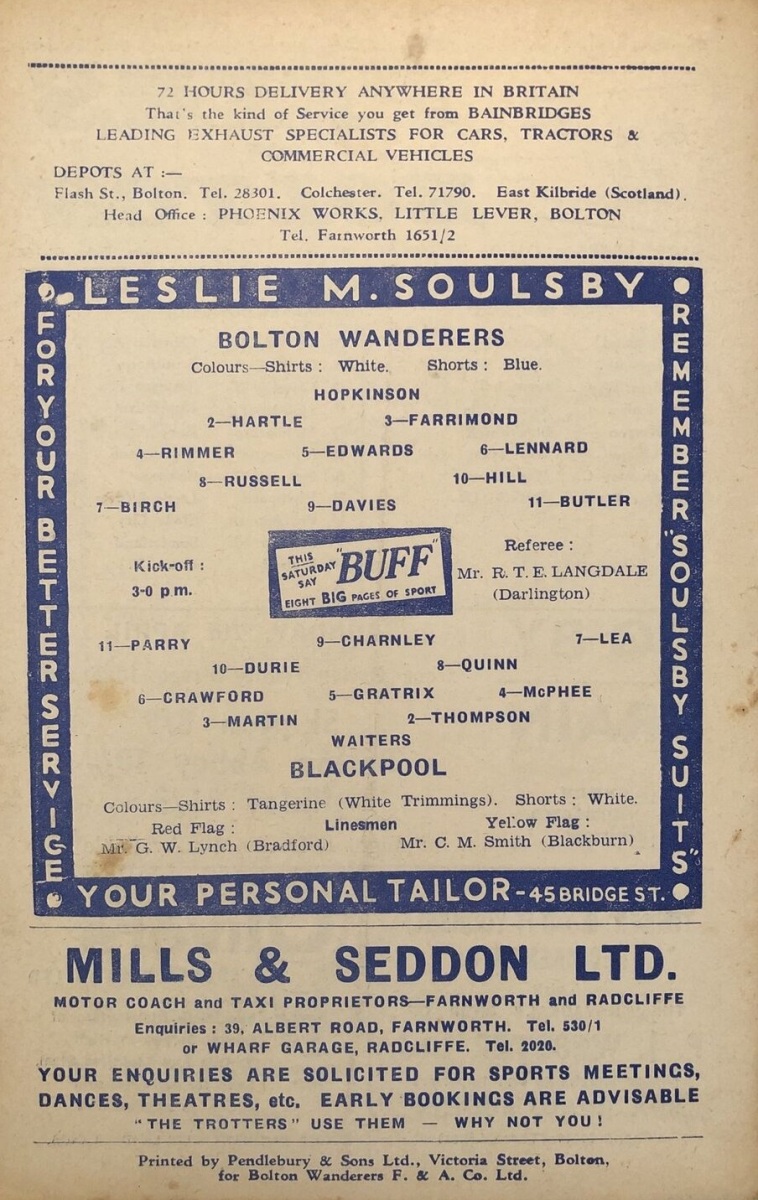 72 HOURS DELIVERY ANYWHERE IN BRITAIN
That's the kind of Service you get from BAINBRIDGES
LEADING EXHAUST SPECIALISTS FOR CARS, TRACTORS &
COMMERCIAL VEHICLES
DEPOTS AT :—
Flash St., Bolton. Tel. 28301. Colchester. Tel. 71790. East Kilbride (Scotland).
Head Office : PHOENIX WORKS, LITTLE LEVER, BOLTON
Tel. Farnworth 1651/2
LESLIE M. SOULSBY
FOR YOUR BETTER SERVICE
REMEMBER "SOULSBY SUITS"
BOLTON WANDERERS
Colours—Shirts : White. Shorts : Blue.
HOPKINSON
2—HARTLE 3—FARRIMOND
4—RIMMER 5—EDWARDS 6—LENNARD
8—RUSSELL 10—HILL
7—BIRCH 9—DAVIES 11—BUTLER
Kick-off :
3-0 p.m.
THIS
SATURDAY
SAY
"BUFF"
EIGHT BIG PAGES OF SPORT
Referee :
Mr. R. T. E. LANGDALE
(Darlington)
11—PARRY 9—CHARNLEY 7—LEA
10—DURIE 8—QUINN
6—CRAWFORD 5—GRATRIX 4—McPHEE
3—MARTIN 2—THOMPSON
WAITERS
BLACKPOOL
Colours—Shirts : Tangerine (White Trimmings). Shorts : White.
Red Flag : Linesmen Yellow Flag :
Mr. G. W. Lynch (Bradford) Mr. C. M. Smith (Blackburn)
YOUR PERSONAL TAILOR - 45 BRIDGE ST.
MILLS & SEDDON LTD.
MOTOR COACH and TAXI PROPRIETORS—FARNWORTH and RADCLIFFE
Enquiries : 39, ALBERT ROAD, FARNWORTH. Tel. 530/1
or WHARF GARAGE, RADCLIFFE. Tel. 2020.
YOUR ENQUIRIES ARE SOLICITED FOR SPORTS MEETINGS,
DANCES, THEATRES, etc. EARLY BOOKINGS ARE ADVISABLE
"THE TROTTERS" USE THEM — WHY NOT YOU!
Printed by Pendlebury & Sons Ltd., Victoria Street, Bolton,
for Bolton Wanderers F. & A. Co. Ltd.